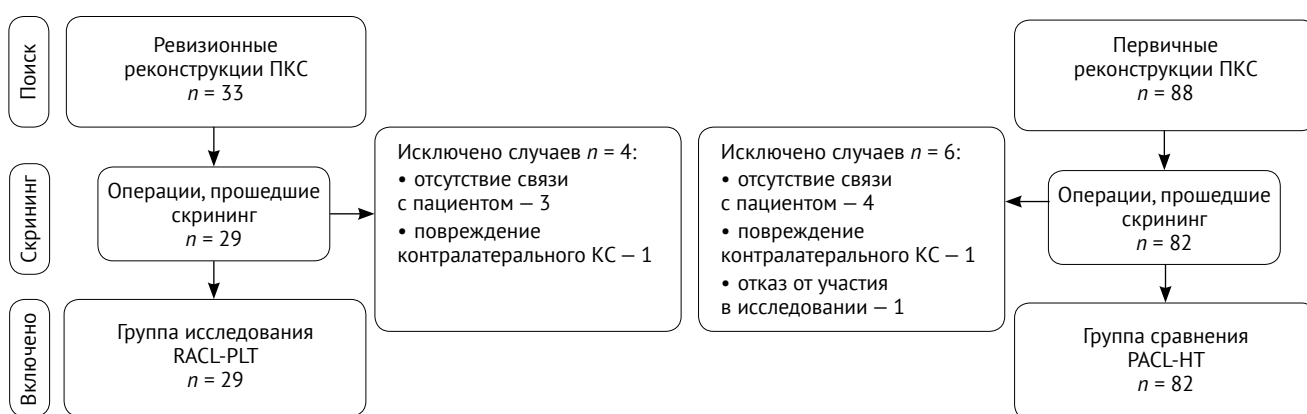 Поиск
Ревизионные
реконструкции ПКС
n = 33
Первичные
реконструкции ПКС
n = 88
Скрининг
Операции, прошедшие
скрининг
n = 29
Исключено случаев n = 4:
• отсутствие связи
с пациентом — 3
• повреждение
контралатерального КС — 1
Исключено случаев n = 6:
• отсутствие связи
с пациентом — 4
• повреждение
контралатерального КС — 1
• отказ от участия
в исследовании — 1
Операции, прошедшие
скрининг
n = 82
Включено
Группа исследования
RACL-PLT
n = 29
Группа сравнения
PACL-HT
n = 82